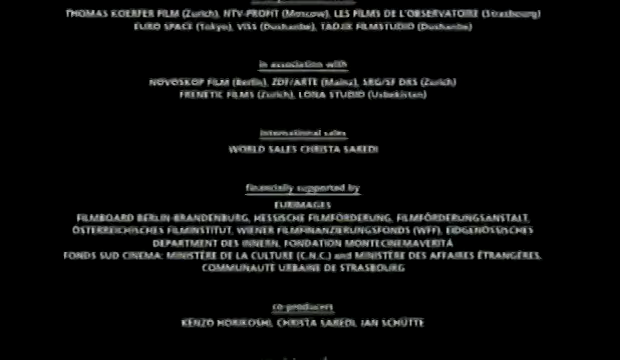 THOMAS KOERFER FILM (Zurich), NTV-PROFIT (Moscow), LES FILMS DE L'OBSERVATOIRE (Strasbourg)
EURO SPACE (Tokyo), VISS (Dushanbe), TADJIK FILMSTUDIO (Dushanbe)
in association with
NOVOSKOP FILM (Berlin), ZDF/ARTE (Mainz), SRG/SF DRS (Zurich)
FRENETIC FILMS (Zurich), LONA STUDIO (Usbekistan)
international sales
WORLD SALES CHRISTA SAREDI
financially supported by
EURIMAGES
FILMBOARD BERLIN-BRANDENBURG, HESSISCHE FILMFÖRDERUNG, FILMFÖRDERUNGSANSTALT,
ÖSTERREICHISCHES FILMINSTITUT, WIENER FILMFINANZIERUNGSFONDS (WFF), EIDGENÖSSISCHES
DEPARTMENT DES INNERN, FONDATION MONTECINEMAVERITÀ
FONDS SUD CINEMA: MINISTÈRE DE LA CULTURE (C.N.C.) and MINISTÈRE DES AFFAIRES ÉTRANGÈRES,
COMMUNAUTE URBAINE DE STRASBOURG
co-producers
KENZO HORIKOSHI, CHRISTA SAREDI, JAN SCHÜTTE